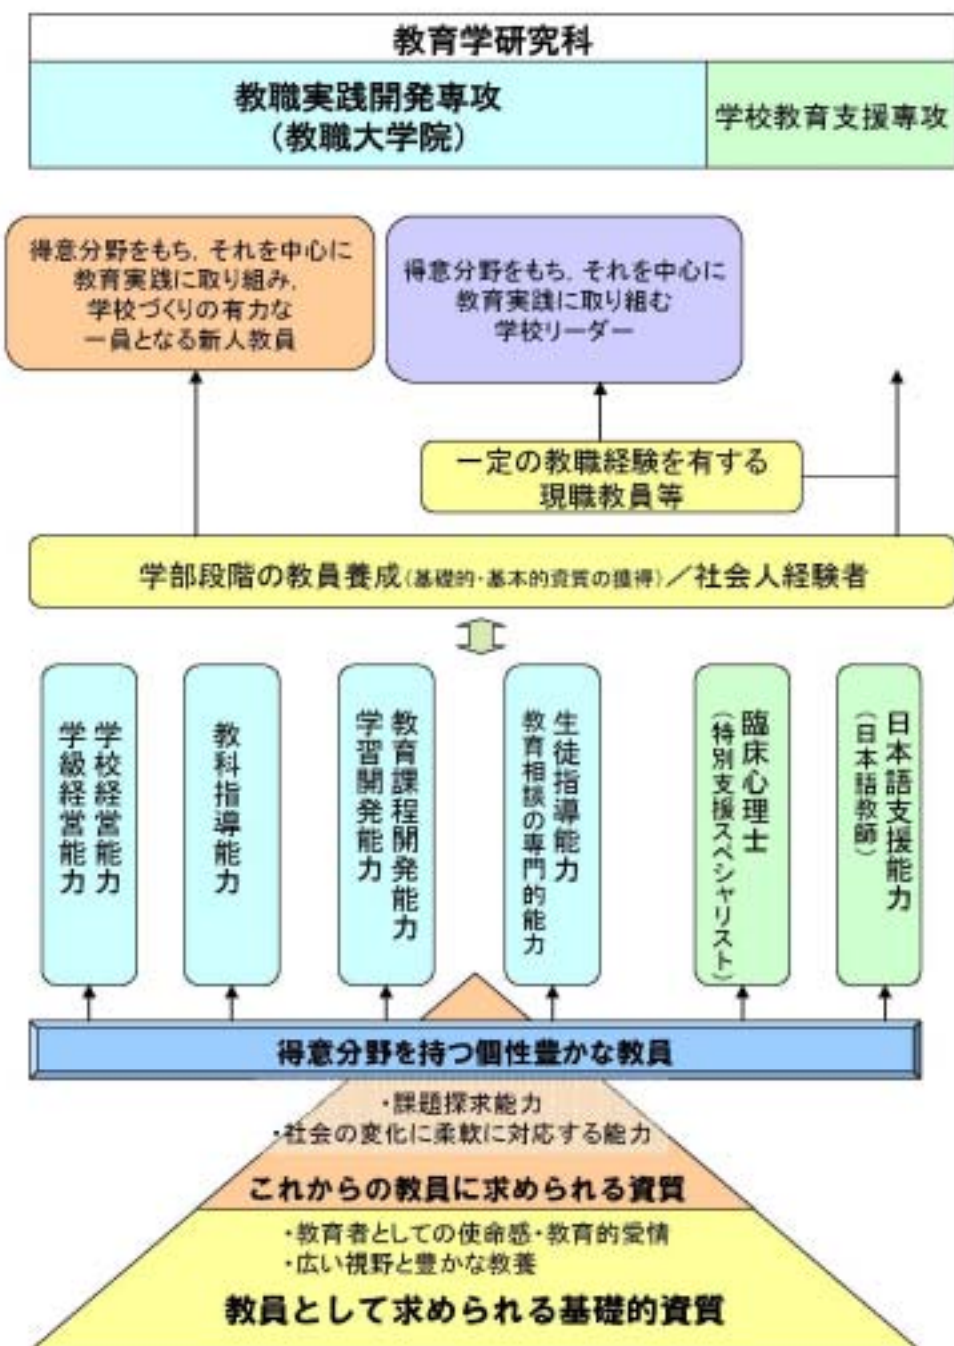 教育学研究科
教職実践開発専攻
（教職大学院）
学校教育支援専攻
得意分野をもち，それを中心に
教育実践に取り組み，
学校づくりの有力な
一員となる新人教員
得意分野をもち，それを中心に
教育実践に取り組む
学校リーダー
一定の教職経験を有する
現職教員等
学部段階の教員養成（基礎的・基本的資質の獲得）／社会人経験者
学校経営能力
学級経営能力
教科指導能力
教育課程開発能力
学習開発能力
生徒指導能力
教育相談の専門的能力
臨床心理士
（特別支援スペシャリスト）
日本語支援能力
（日本語教師）
得意分野を持つ個性豊かな教員
・課題探求能力
・社会の変化に柔軟に対応する能力
これからの教員に求められる資質
・教育者としての使命感・教育的愛情
・広い視野と豊かな教養
教員として求められる基礎的資質